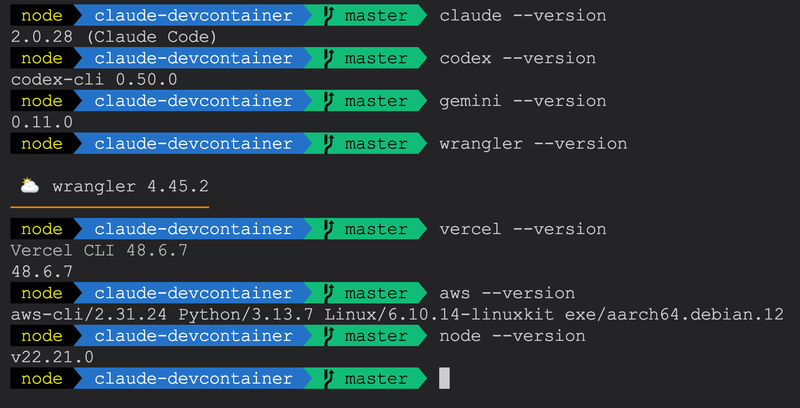 node claude-devcontainer master claude --version
2.0.28 (Claude Code)
node claude-devcontainer master codex --version
codex-cli 0.50.0
node claude-devcontainer master gemini --version
0.11.0
node claude-devcontainer master wrangler --version
wrangler 4.45.2
node claude-devcontainer master vercel --version
Vercel CLI 48.6.7
48.6.7
node claude-devcontainer master aws --version
aws-cli/2.31.24 Python/3.13.7 Linux/6.10.14-linuxkit exe/aarch64.debian.12
node claude-devcontainer master node --version
v22.21.0
node claude-devcontainer master